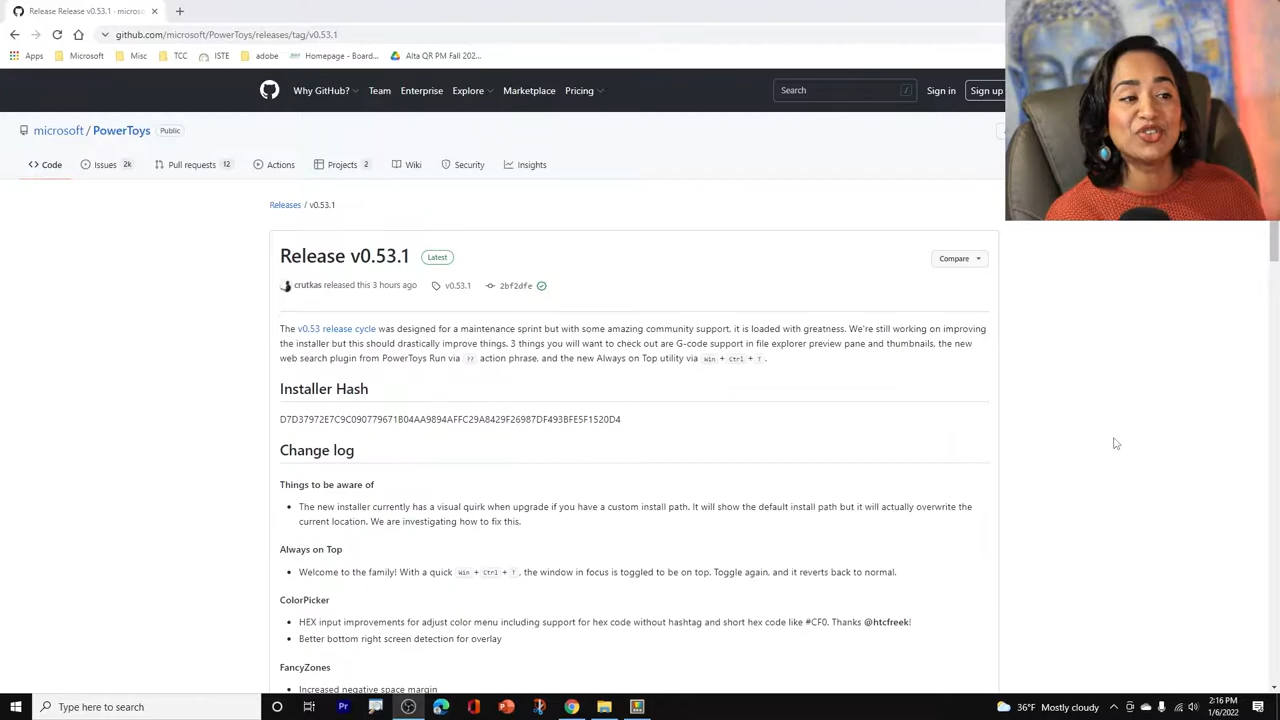 Release Release v0.53.1 · micros
github.com/microsoft/PowerToys/releases/tag/v0.53.1
Apps Microsoft Misc TCC ISTE adobe Homepage - Board... Alta QR PM Fall 202...
Why GitHub? Team Enterprise Explore Marketplace Pricing Search / Sign in Sign up
microsoft / PowerToys Public
<> Code Issues 2k Pull requests 12 Actions Projects 2 Wiki Security Insights
Releases / v0.53.1
Release v0.53.1 Latest Compare
crutkas released this 3 hours ago v0.53.1 2bf2dfe
The v0.53 release cycle was designed for a maintenance sprint but with some amazing community support, it is loaded with greatness. We're still working on improving
the installer but this should drastically improve things. 3 things you will want to check out are G-code support in file explorer preview pane and thumbnails, the new
web search plugin from PowerToys Run via ?? action phrase, and the new Always on Top utility via Win + Ctrl + T.
Installer Hash
D7D37972E7C9C090779671B04AA9894AFFC29A8429F26987DF493BFE5F1520D4
Change log
Things to be aware of
• The new installer currently has a visual quirk when upgrade if you have a custom install path. It will show the default install path but it will actually overwrite the
current location. We are investigating how to fix this.
Always on Top
• Welcome to the family! With a quick Win + Ctrl + T, the window in focus is toggled to be on top. Toggle again, and it reverts back to normal.
ColorPicker
• HEX input improvements for adjust color menu including support for hex code without hashtag and short hex code like #CF0. Thanks @htcfreek!
• Better bottom right screen detection for overlay
FancyZones
• Increased negative space margin
Type here to search
Pr
36°F Mostly cloudy
2:16 PM
1/6/2022